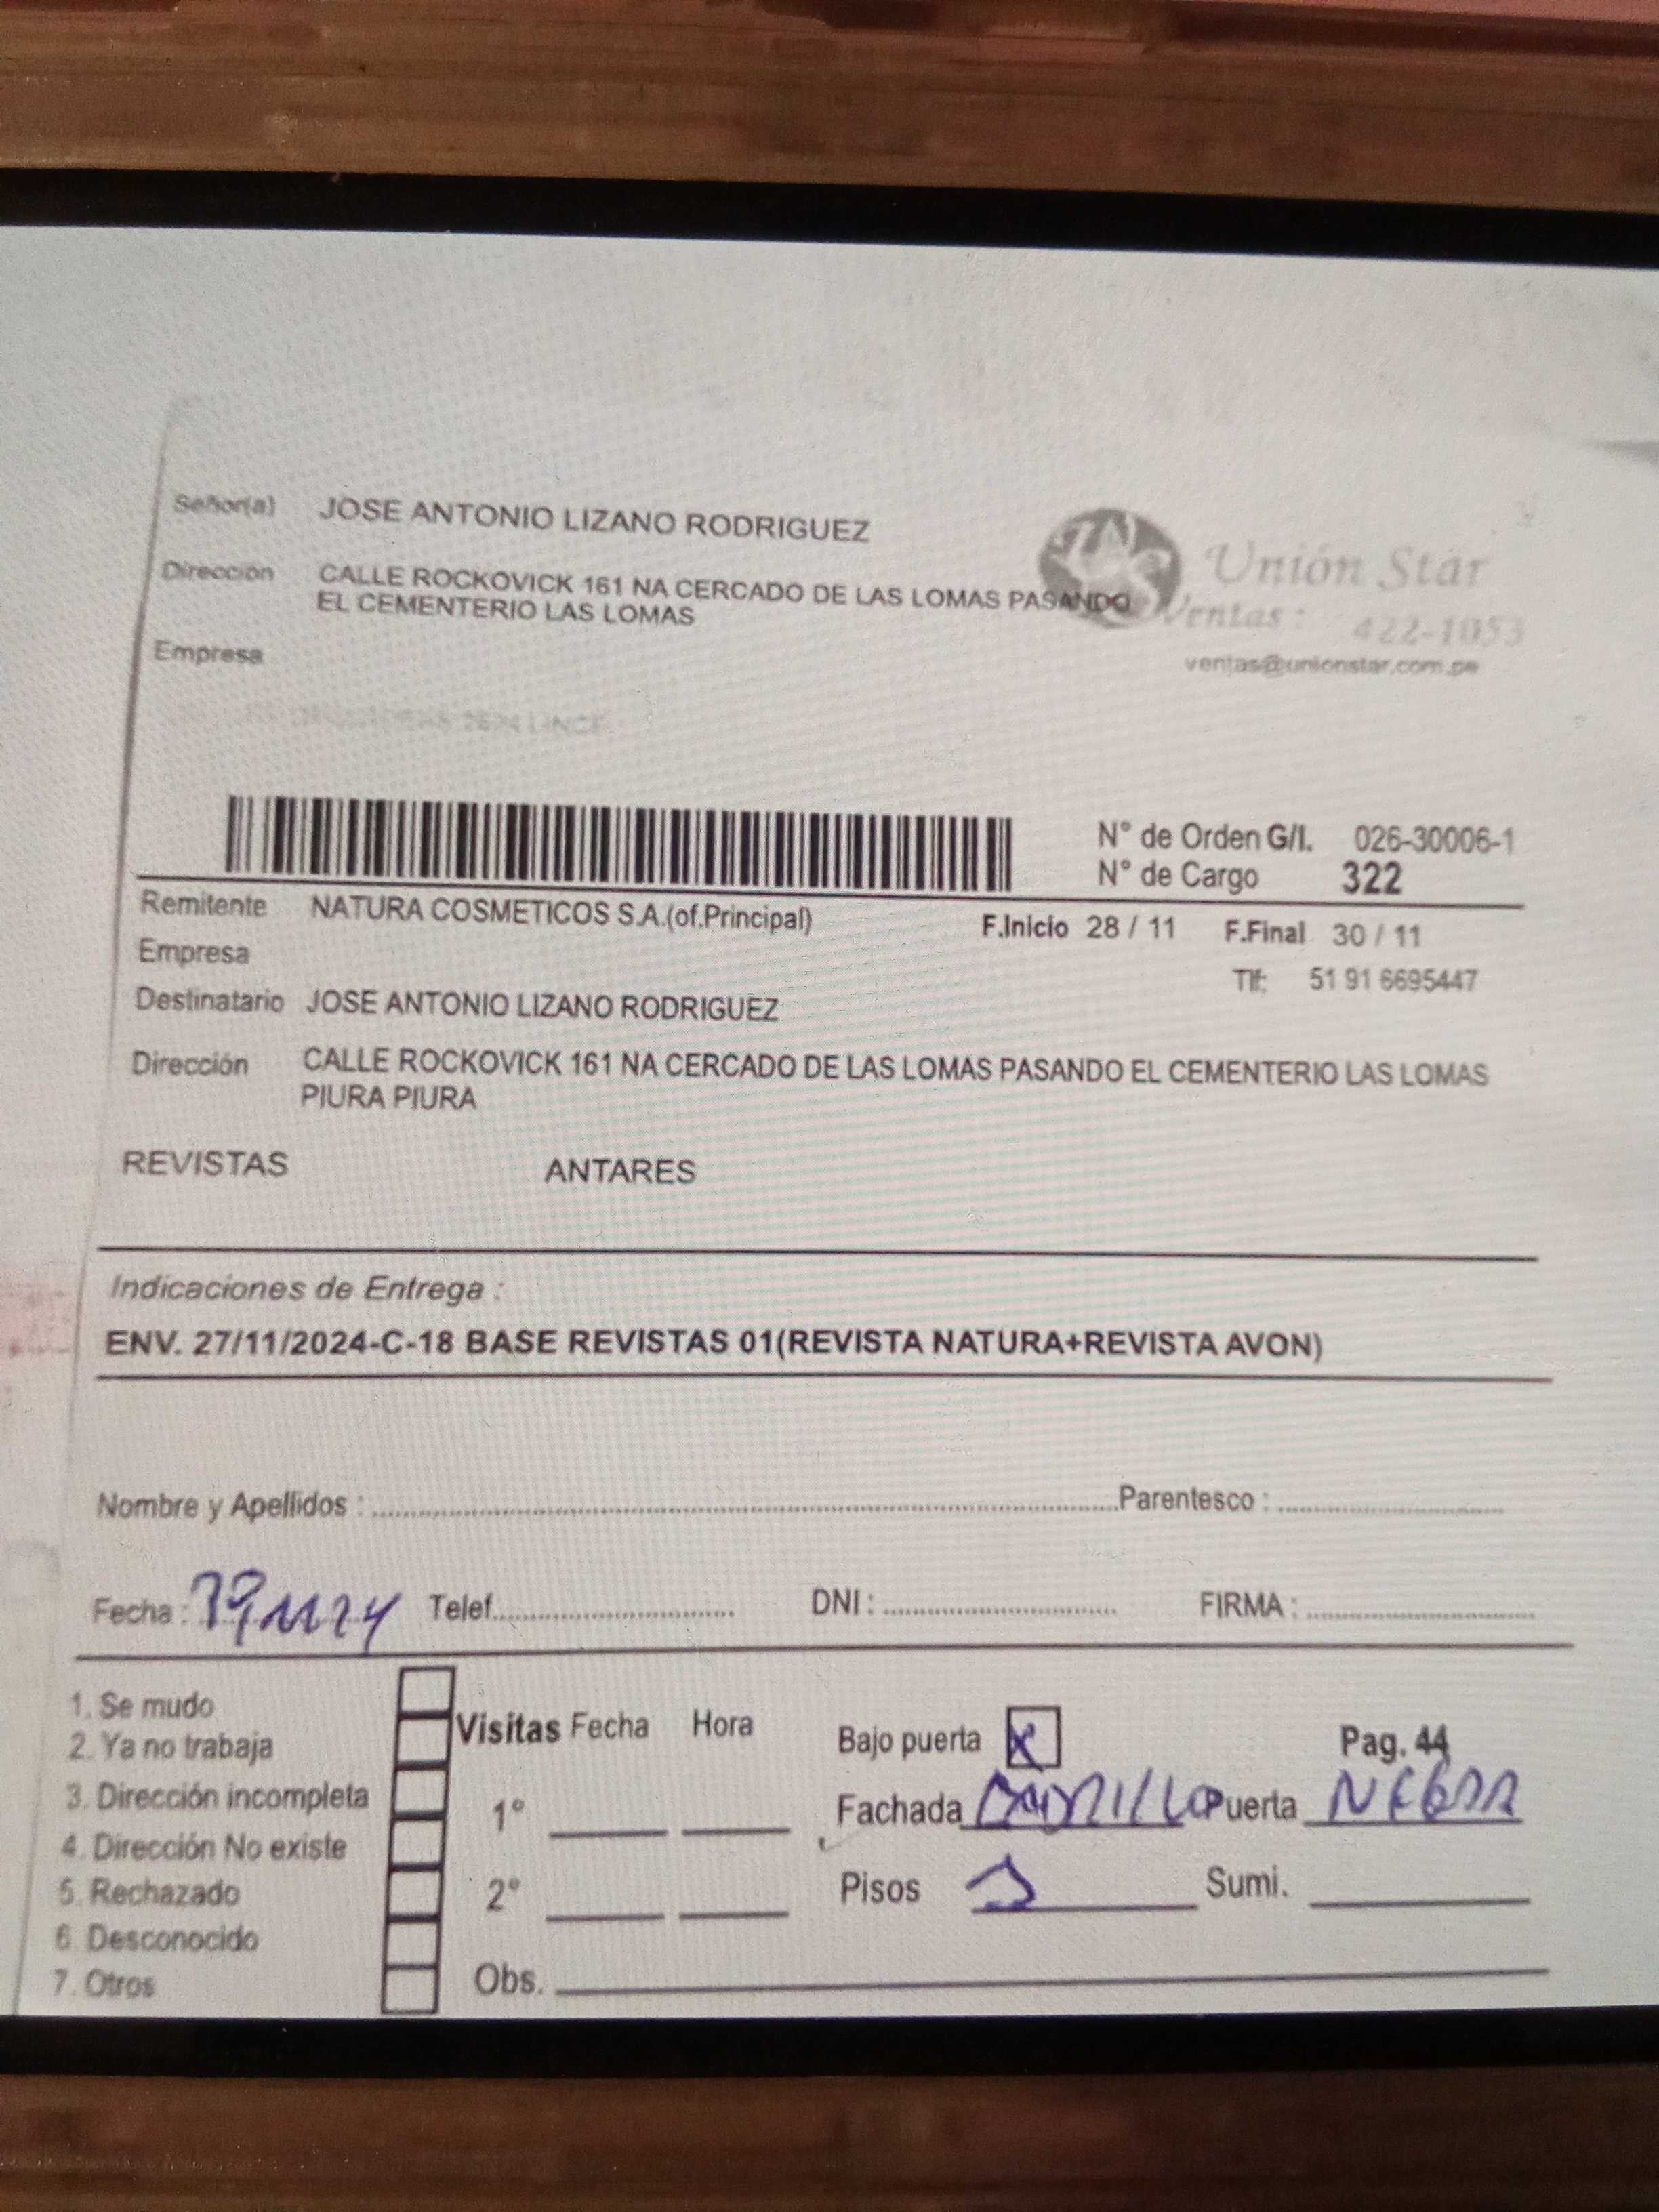 Señor(a) JOSE ANTONIO LIZANO RODRIGUEZ
Dirección CALLE ROCKOVICK 161 NA CERCADO DE LAS LOMAS PASANDO
EL CEMENTERIO LAS LOMAS
Unión Star
Ventas : 422-1053
ventas@unionstar.com.pe
Empresa
N° de Orden G/I. 026-30006-1
N° de Cargo 322
Remitente NATURA COSMETICOS S.A.(of.Principal) F.Inicio 28 / 11 F.Final 30 / 11
Empresa
Tlf: 51 91 6695447
Destinatario JOSE ANTONIO LIZANO RODRIGUEZ
Dirección CALLE ROCKOVICK 161 NA CERCADO DE LAS LOMAS PASANDO EL CEMENTERIO LAS LOMAS
PIURA PIURA
REVISTAS ANTARES
Indicaciones de Entrega :
ENV. 27/11/2024-C-18 BASE REVISTAS 01(REVISTA NATURA+REVISTA AVON)
Nombre y Apellidos : Parentesco :
Fecha : Telef. DNI : FIRMA :
1. Se mudo
2. Ya no trabaja
3. Dirección incompleta
4. Dirección No existe
5. Rechazado
6. Desconocido
7. Otros
Visitas Fecha Hora
1°
2°
Obs.
Bajo puerta X Pag. 44
Fachada LADRILLO Puerta NEGRA
Pisos Sumi.